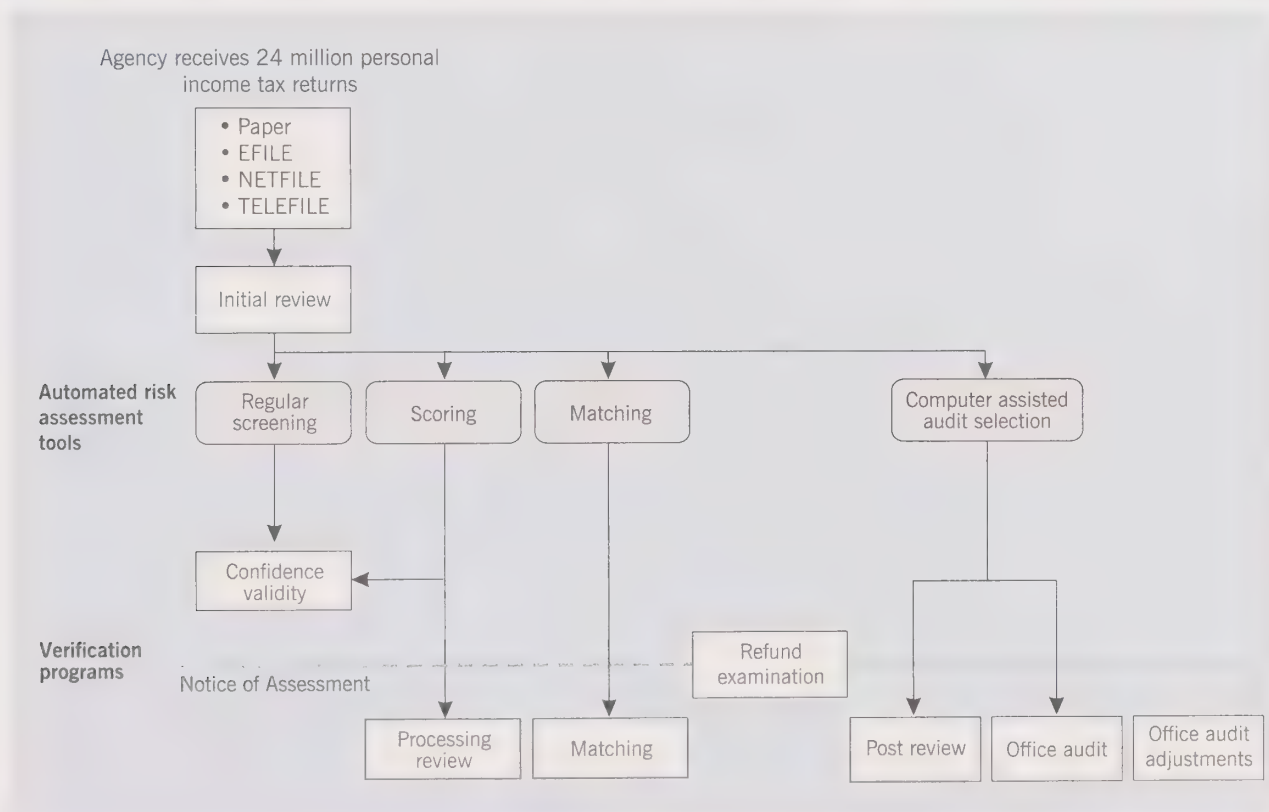 Agency receives 24 million personal
income tax returns
• Paper
• EFILE
• NETFILE
• TELEFILE
Initial review
Automated risk
assessment
tools
Regular
screening
Scoring
Matching
Computer assisted
audit selection
Confidence
validity
Verification
programs
Notice of Assessment
Refund
examination
Processing
review
Matching
Post review
Office audit
Office audit
adjustments